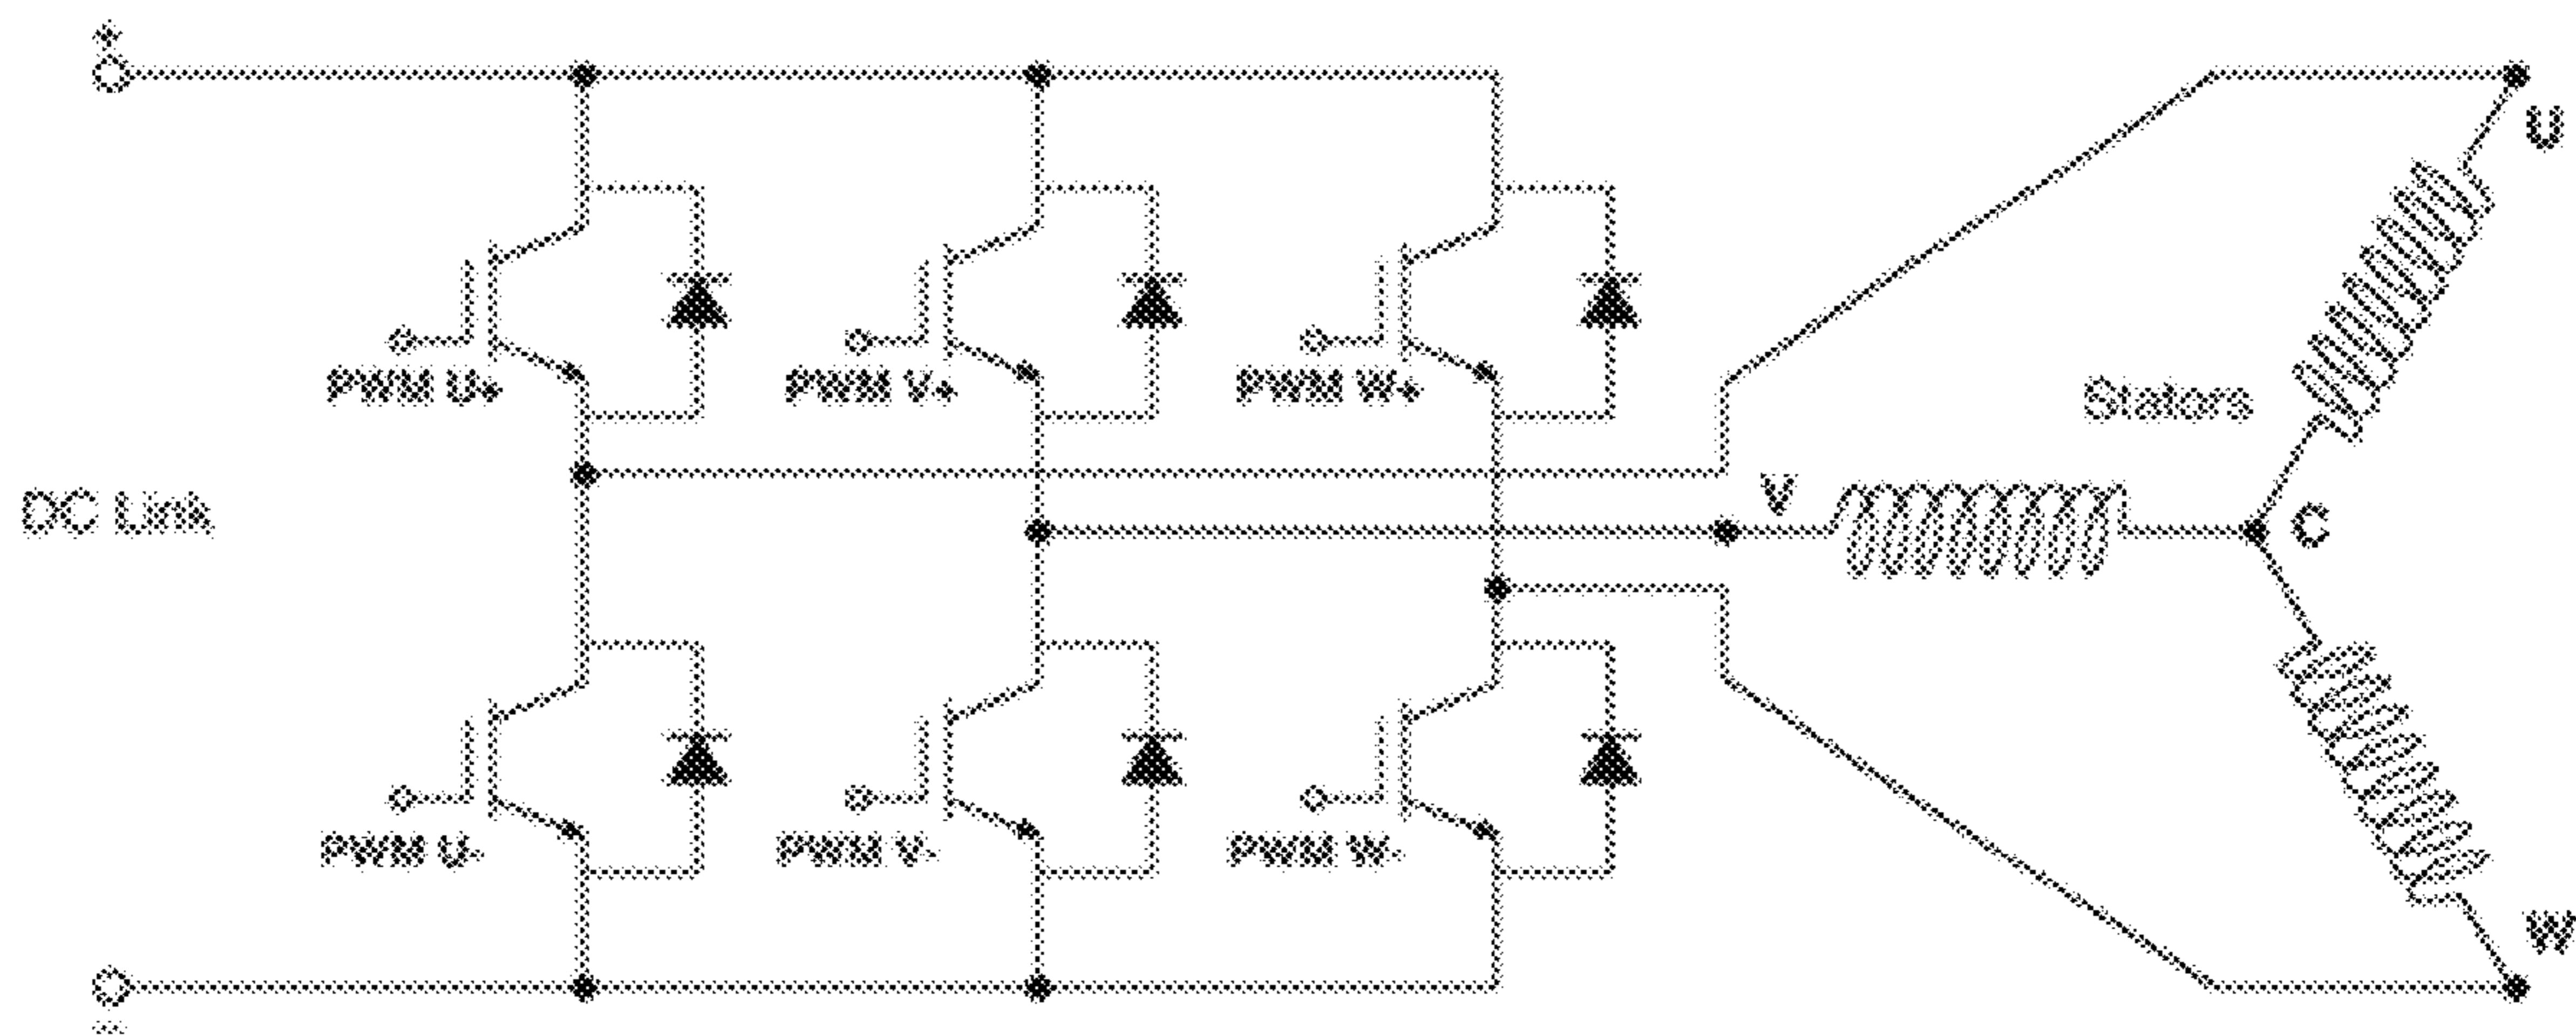 +
U
PWM U+
PWM V+
PWM W+
Stators
DC Link
V
C
PWM U-
PWM V-
PWM W-
W
-